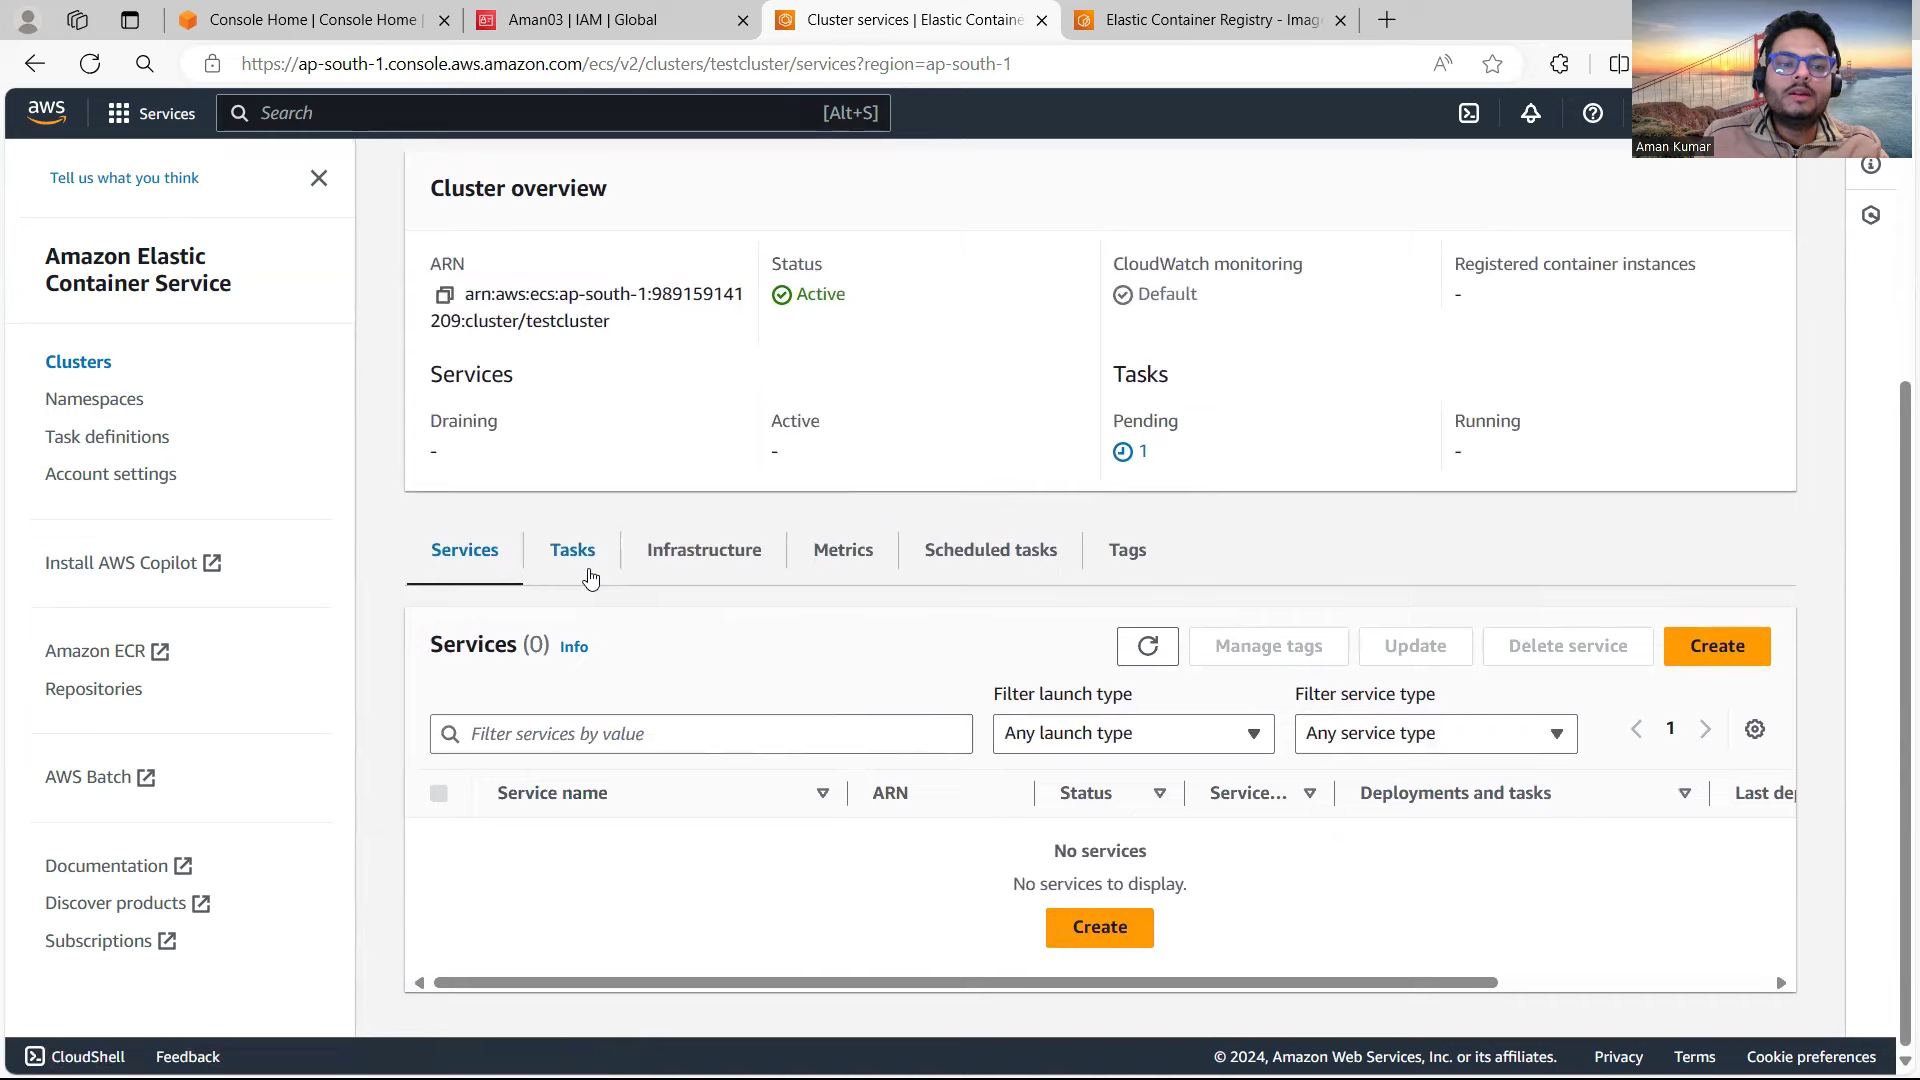 Console Home | Console Home |
Aman03 | IAM | Global
Cluster services | Elastic Containe
Elastic Container Registry - Imag
https://ap-south-1.console.aws.amazon.com/ecs/v2/clusters/testcluster/services?region=ap-south-1
aws
Services
Search
[Alt+S]
Aman Kumar
Tell us what you think
Amazon Elastic
Container Service
Clusters
Namespaces
Task definitions
Account settings
Install AWS Copilot
Amazon ECR
Repositories
AWS Batch
Documentation
Discover products
Subscriptions
Cluster overview
ARN
arn:aws:ecs:ap-south-1:989159141
209:cluster/testcluster
Status
Active
CloudWatch monitoring
Default
Registered container instances
-
Services
Tasks
Draining
-
Active
-
Pending
1
Running
-
Services
Tasks
Infrastructure
Metrics
Scheduled tasks
Tags
Services (0) Info
Manage tags
Update
Delete service
Create
Filter services by value
Filter launch type
Any launch type
Filter service type
Any service type
1
Service name
ARN
Status
Service...
Deployments and tasks
Last de
No services
No services to display.
Create
CloudShell
Feedback
© 2024, Amazon Web Services, Inc. or its affiliates.
Privacy
Terms
Cookie preferences